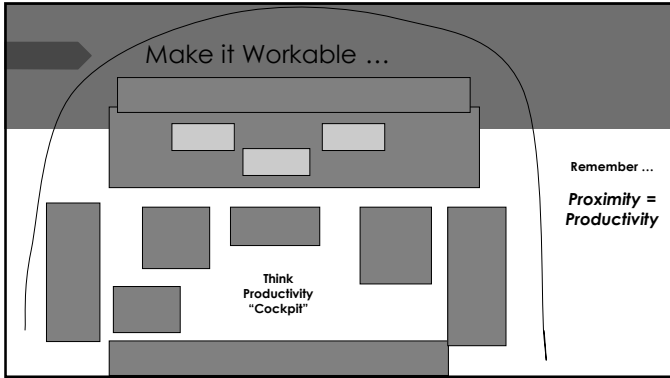 Make it Workable …
Remember …
Proximity =
Productivity
Think
Productivity
“Cockpit”